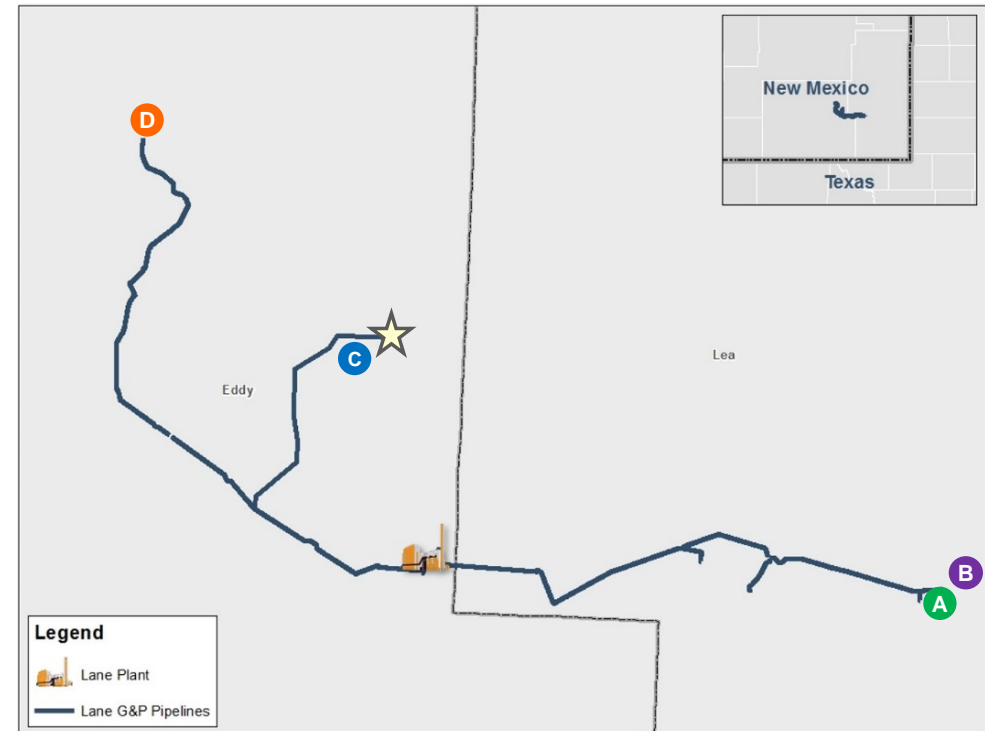 New Mexico
Texas
D
C
Eddy
Lea
B
A
Legend
Lane Plant
Lane G&P Pipelines